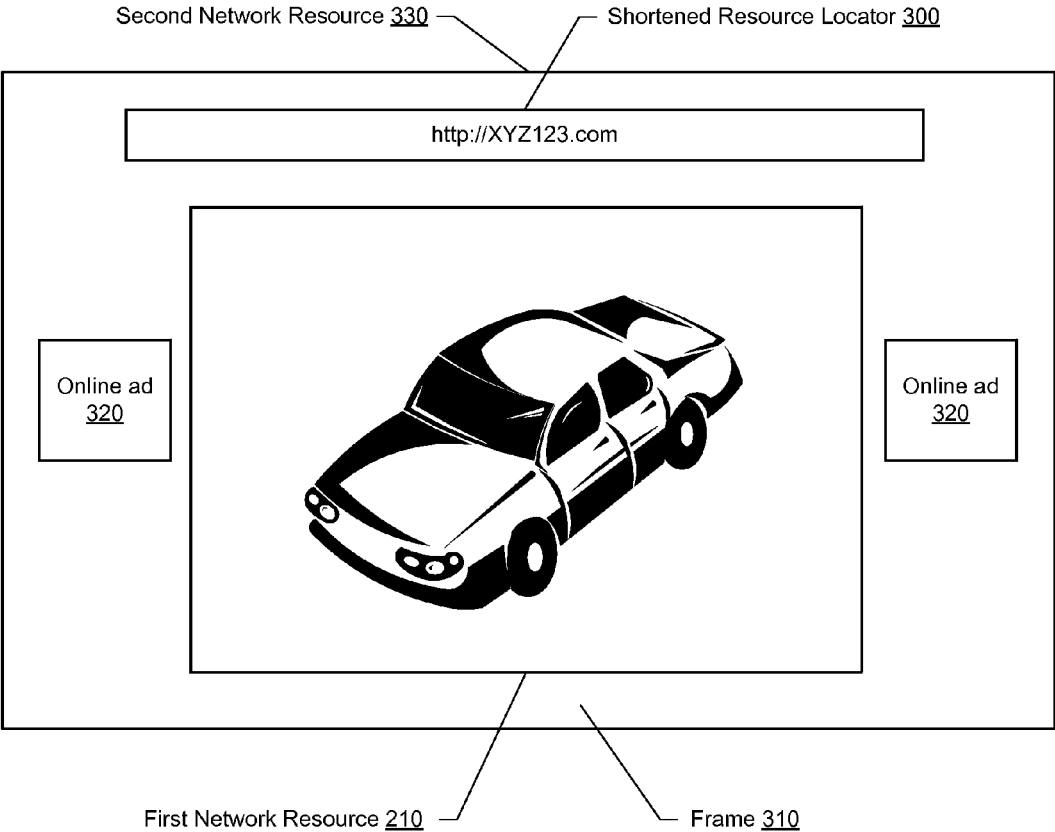 Second Network Resource 330
Shortened Resource Locator 300
http://XYZ123.com
Online ad
320
Online ad
320
First Network Resource 210
Frame 310